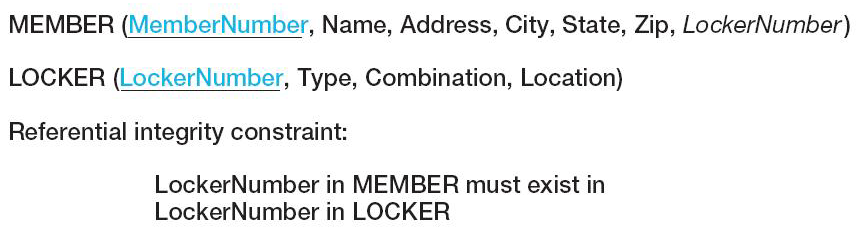 MEMBER (MemberNumber, Name, Address, City, State, Zip, LockerNumber)
LOCKER (LockerNumber, Type, Combination, Location)
Referential integrity constraint:
LockerNumber in MEMBER must exist in
LockerNumber in LOCKER